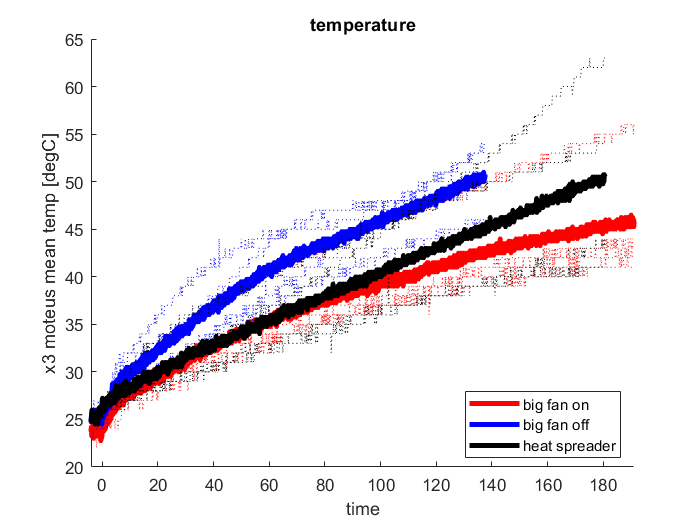 temperature
65
60
55
50
45
40
35
30
25
20
x3 moteus mean temp [degC]
0 20 40 60 80 100 120 140 160 180
time
big fan on
big fan off
heat spreader